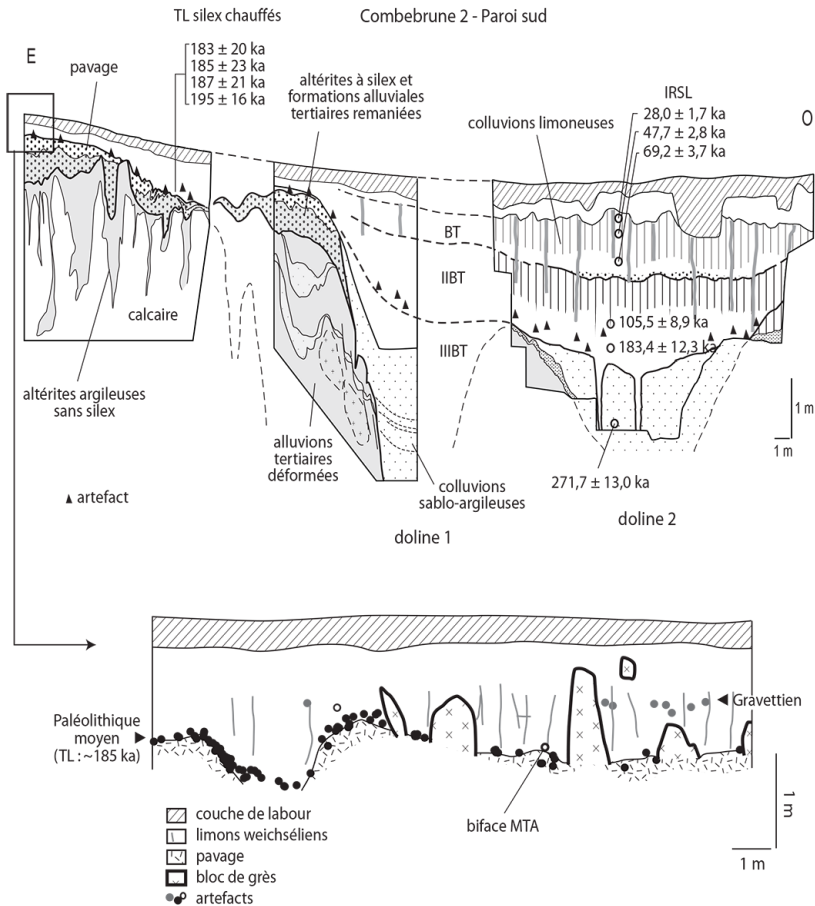 TL silex chauffés
Combebrune 2 - Paroi sud
E
pavage
183 ± 20 ka
185 ± 23 ka
187 ± 21 ka
195 ± 16 ka
altérites à silex et
formations alluviales
tertiaires remaniées
colluvions limoneuses
IRSL
28,0 ± 1,7 ka
47,7 ± 2,8 ka
69,2 ± 3,7 ka
O
BT
IIBT
IIIBT
calcaire
105,5 ± 8,9 ka
183,4 ± 12,3 ka
altérites argileuses
sans silex
1 m
1 m
alluvions
tertiaires
déformées
colluvions
sablo-argileuses
271,7 ± 13,0 ka
artefact
doline 1
doline 2
Gravettien
Paléolithique
moyen
(TL : ~185 ka)
biface MTA
1 m
1 m
couche de labour
limons weichséliens
pavage
bloc de grès
artefacts